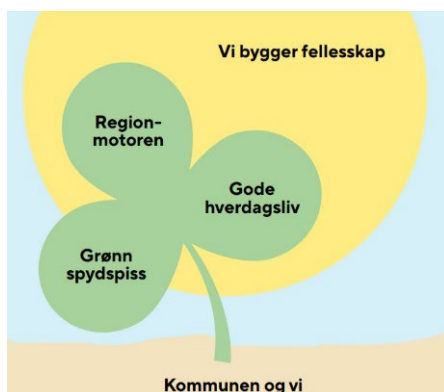 Vi bygger fellesskap
Region-
motoren
Gode
hverdagsliv
Grønn
spydspiss
Kommunen og vi